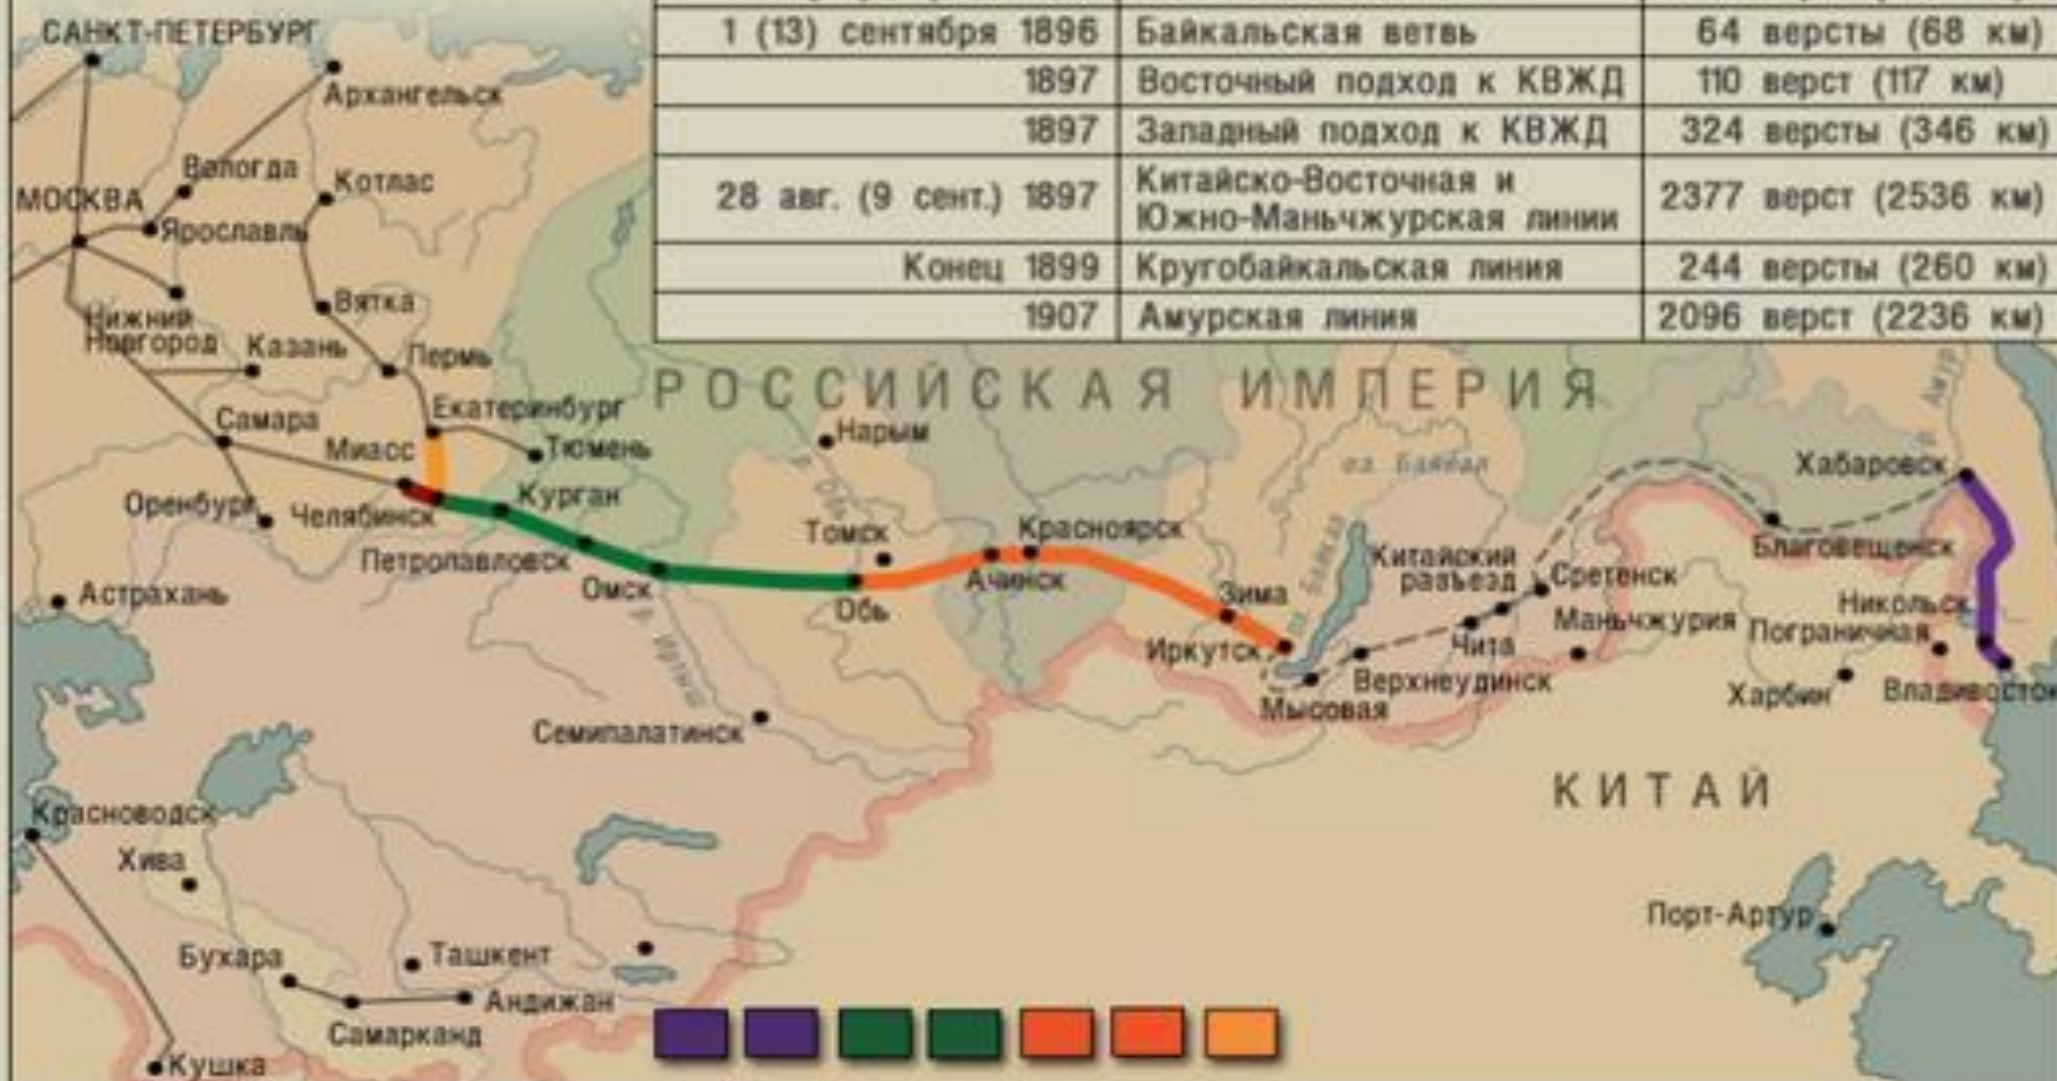 1 (13) сентября 1896 Байкальская ветвь 64 версты (68 км)
1897 Восточный подход к КВЖД 110 верст (117 км)
1897 Западный подход к КВЖД 324 версты (346 км)
28 авг. (9 сент.) 1897 Китайско-Восточная и
Южно-Маньчжурская линии 2377 верст (2536 км)
Конец 1899 Кругобайкальская линия 244 версты (260 км)
1907 Амурская линия 2096 верст (2236 км)
САНКТ-ПЕТЕРБУРГ
Архангельск
Вологда
Котлас
МОСКВА
Ярославль
Вятка
Нижний
Новгород
Казань
Пермь
РОССИЙСКАЯ ИМПЕРИЯ
Амур
Самара
Екатеринбург
Миасс
Тюмень
Нарым
оз. Байкал
Хабаровск
р. Обь
Оренбург
Челябинск
Курган
Томск
Красноярск
Петропавловск
Омск
Обь
Ачинск
Зима
оз. Байкал
Китайский
разъезд
Сретенск
Благовещенск
Астрахань
Иркутск
Чита
Маньчжурия
Никольск
Пограничная
р. Иртыш
Мысовая
Верхнеудинск
Харбин
Владивосток
Семипалатинск
КИТАЙ
Красноводск
Хива
Порт-Артур
Бухара
Ташкент
Андижан
Самарканд
Кушка